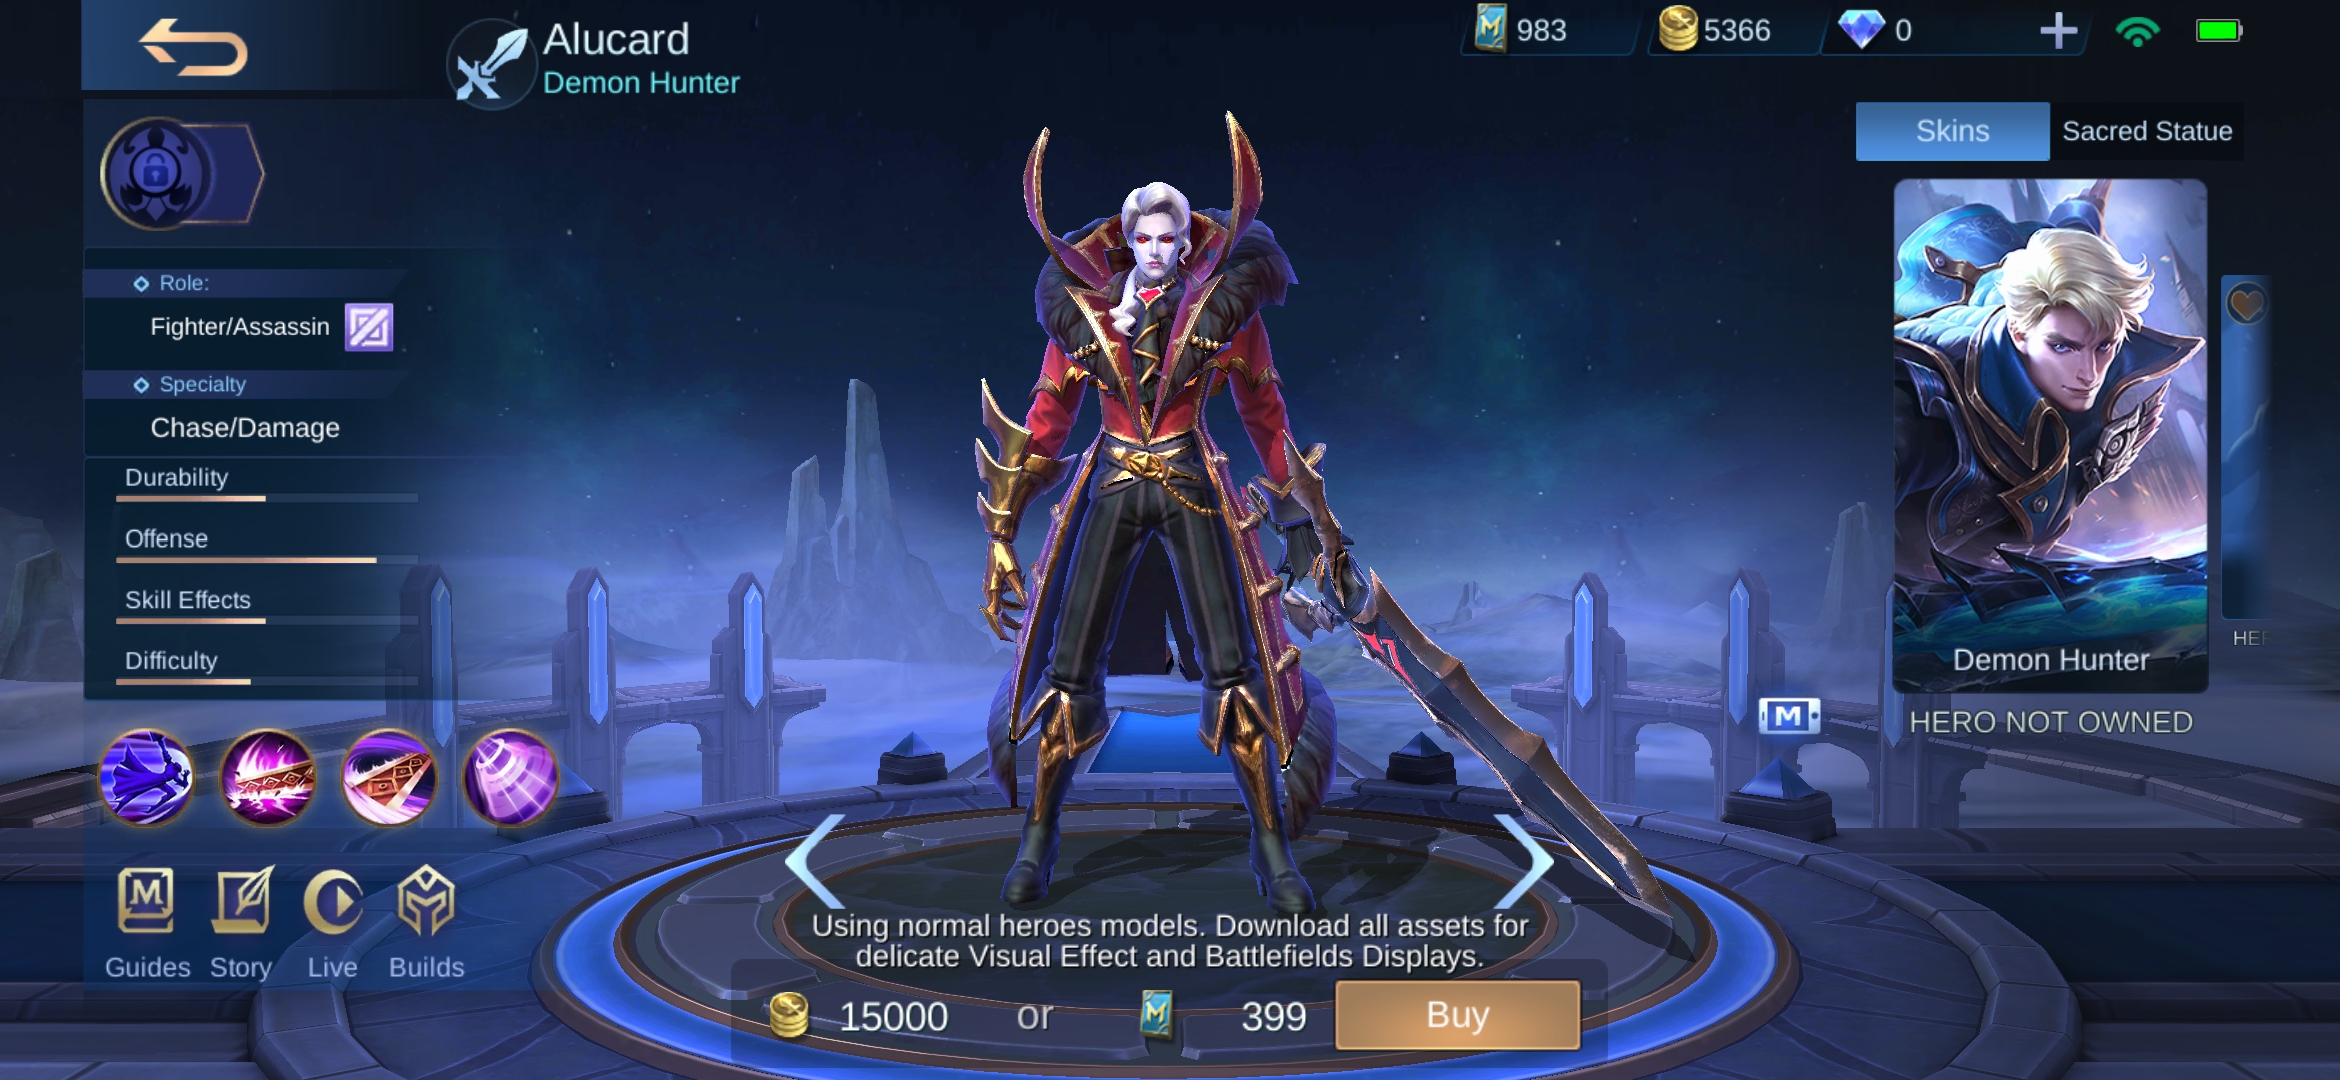 Alucard
Demon Hunter
983
5366
0
Skins
Sacred Statue
Role:
Fighter/Assassin
Specialty
Chase/Damage
Durability
Offense
Skill Effects
Difficulty
Demon Hunter
HERO NOT OWNED
M
Guides
Story
Live
Builds
Using normal heroes models. Download all assets for
delicate Visual Effect and Battlefields Displays.
15000 or 399
Buy